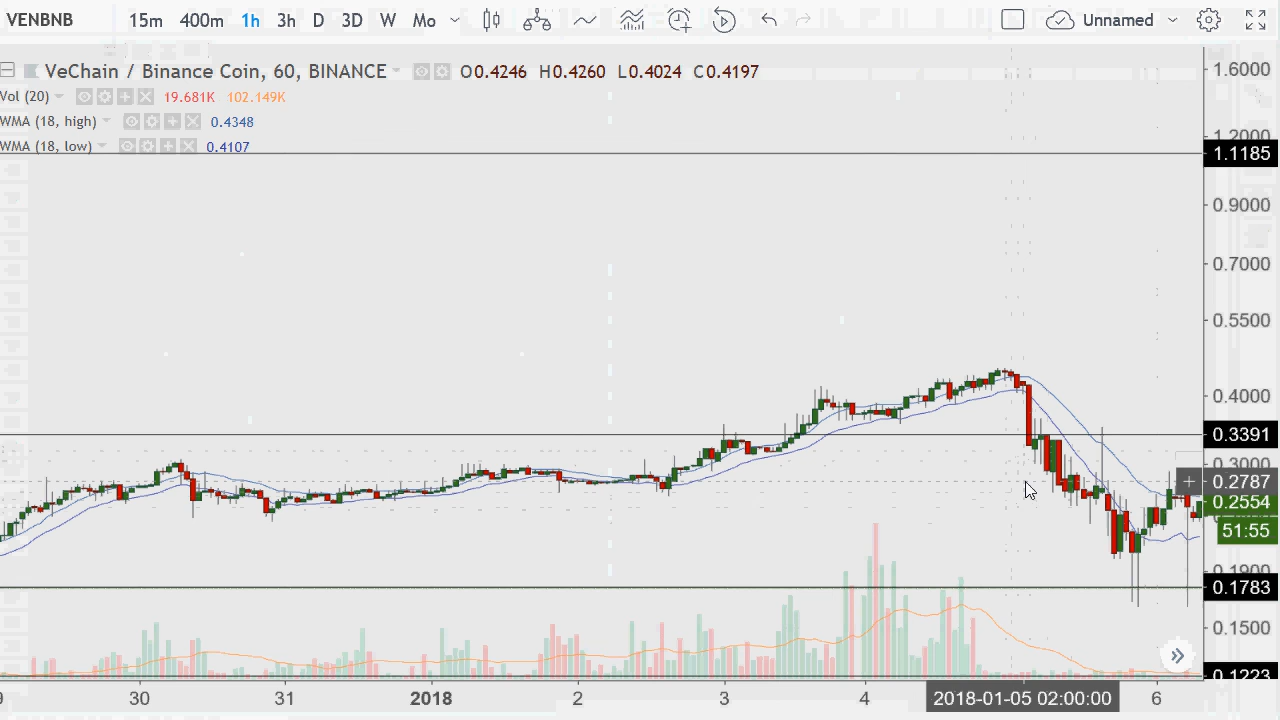 VENBNB 15m 400m 1h 3h D 3D W Mo Unnamed
VeChain / Binance Coin, 60, BINANCE O0.4246 H0.4260 L0.4024 C0.4197
Vol (20) 19.681K 102.149K
WMA (18, high) 0.4348
WMA (18, low) 0.4107
1.6000
1.2000
1.1185
0.9000
0.7000
0.5500
0.4000
0.3391
0.3000
0.2787
0.2554
51:55
0.1900
0.1783
0.1500
0.1223
9 30 31 2018 2 3 4 2018-01-05 02:00:00 6